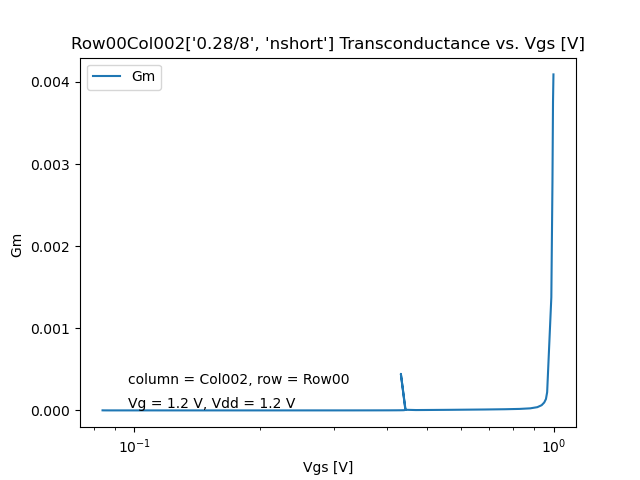 Row00Col002['0.28/8', 'nshort'] Transconductance vs. Vgs [V]
Gm
0.004
0.003
0.002
0.001
0.000
Gm
column = Col002, row = Row00
Vg = 1.2 V, Vdd = 1.2 V
10⁻¹
10⁰
Vgs [V]